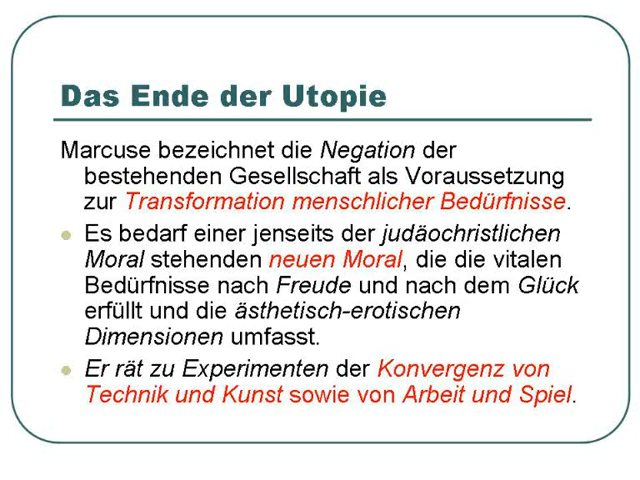 Das Ende der Utopie
Marcuse bezeichnet die Negation der
bestehenden Gesellschaft als Voraussetzung
zur Transformation menschlicher Bedürfnisse.
Es bedarf einer jenseits der judäochristlichen
Moral stehenden neuen Moral, die die vitalen
Bedürfnisse nach Freude und nach dem Glück
erfüllt und die ästhetisch-erotischen
Dimensionen umfasst.
Er rät zu Experimenten der Konvergenz von
Technik und Kunst sowie von Arbeit und Spiel.